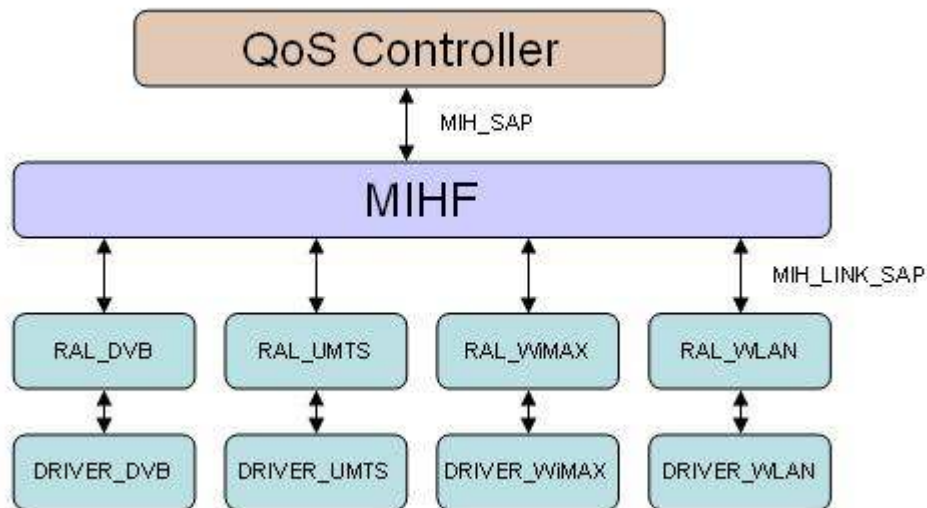 QoS Controller
MIH_SAP
MIHF
MIH_LINK_SAP
RAL_DVB
RAL_UMTS
RAL_WiMAX
RAL_WLAN
DRIVER_DVB
DRIVER_UMTS
DRIVER_WiMAX
DRIVER_WLAN